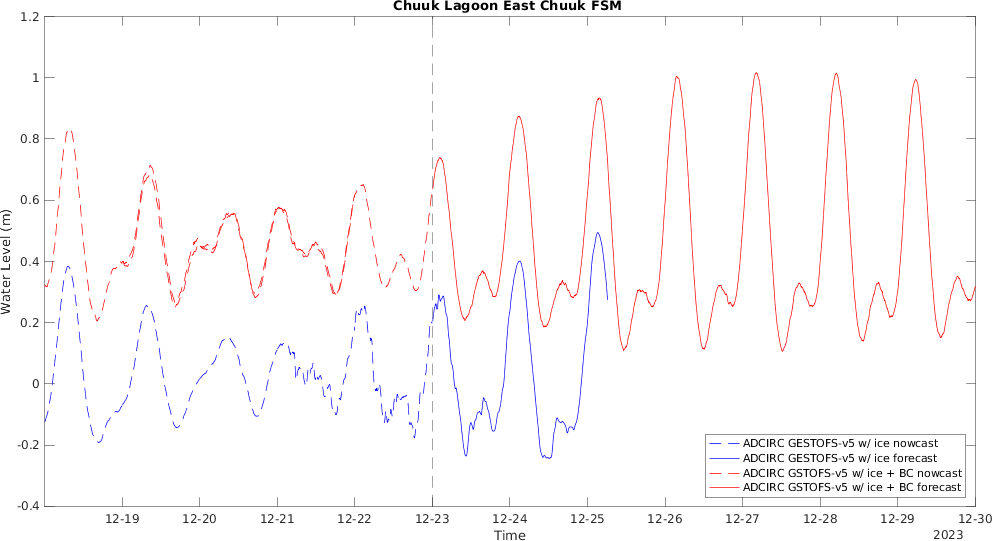 Chuuk Lagoon East Chuuk FSM
1.2
1
0.8
0.6
0.4
0.2
0
-0.2
-0.4
Water Level (m)
12-19 12-20 12-21 12-22 12-23 12-24 12-25 12-26 12-27 12-28 12-29 12-30
Time
2023
ADCIRC GESTOFS-v5 w/ ice nowcast
ADCIRC GESTOFS-v5 w/ ice forecast
ADCIRC GSTOFS-v5 w/ ice + BC nowcast
ADCIRC GSTOFS-v5 w/ ice + BC forecast